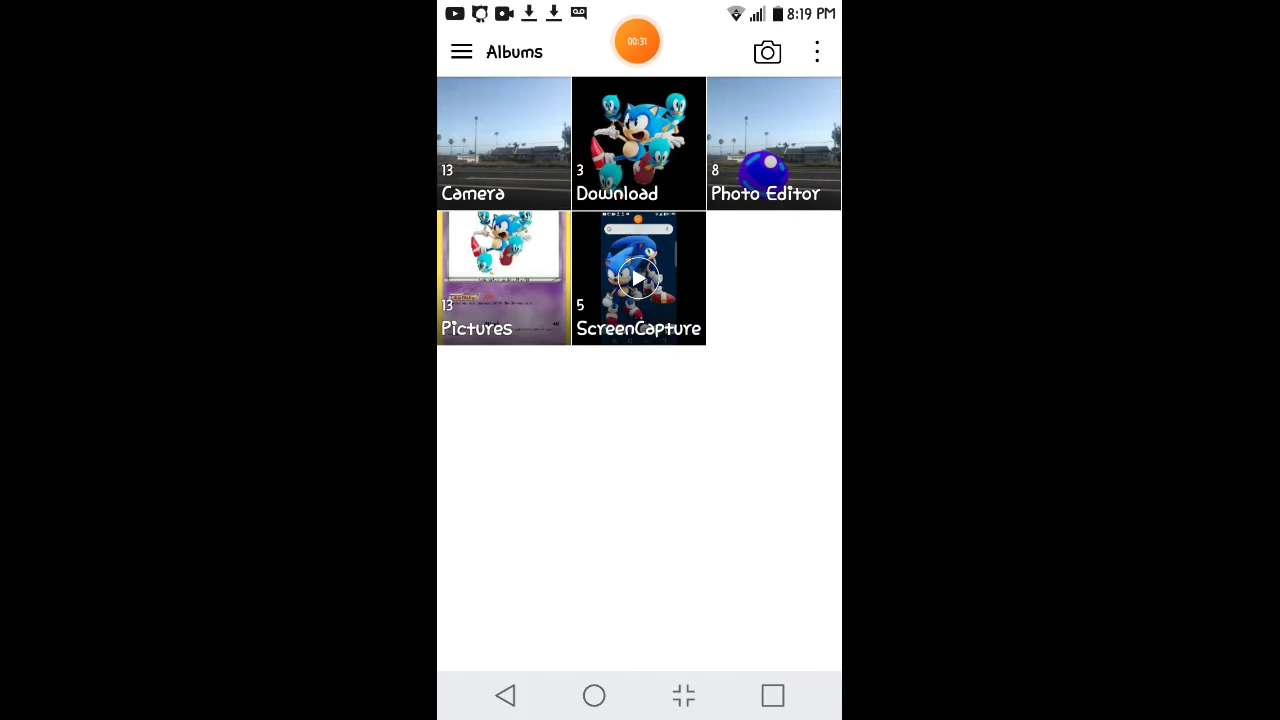 8:19 PM
00:31
Albums
13
Camera
3
Download
8
Photo Editor
13
Pictures
5
ScreenCapture